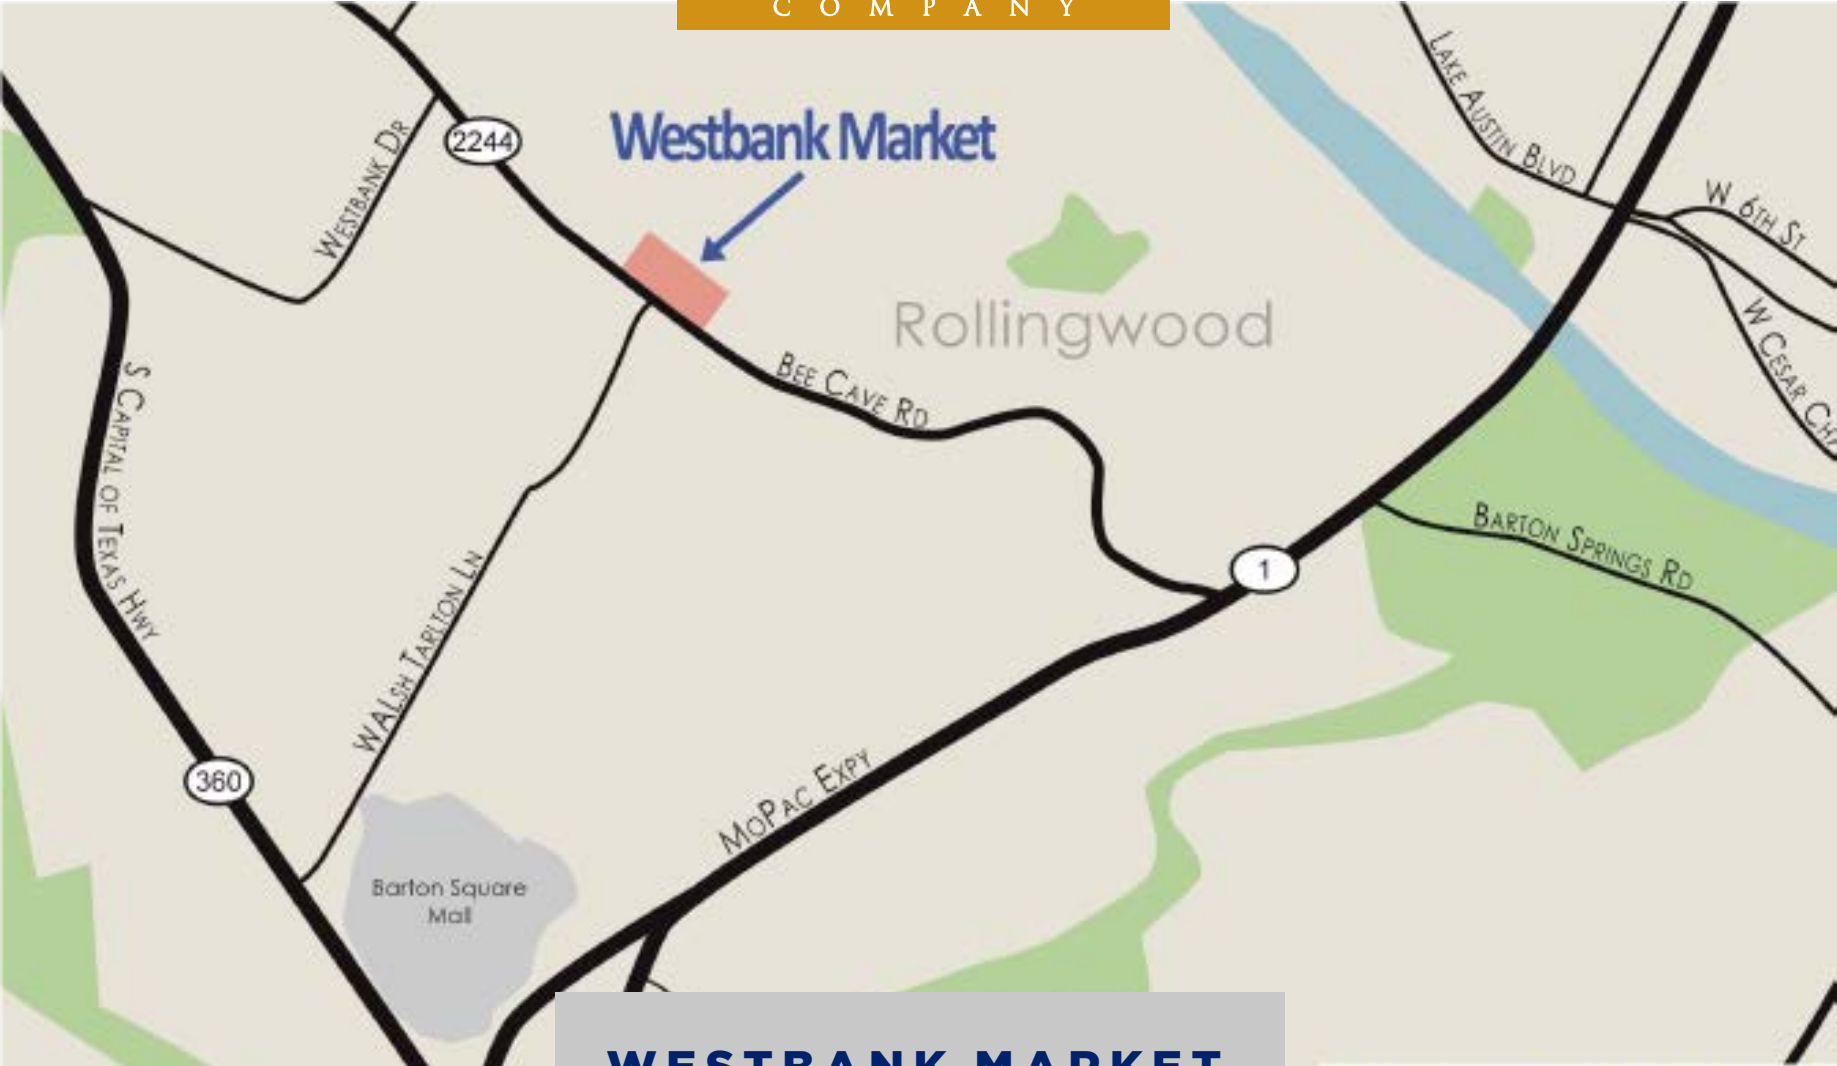 COMPANY
LAKE AUSTIN BLVD
Westbank Market
2244
WESTBANK DR
W 6TH ST
Rollingwood
W CESAR CHA
BEE CAVE RD
S CAPITAL OF TEXAS HWY
BARTON SPRINGS RD
1
WALSH TARLTON LN
360
MOPAC EXPY
Barton Square
Mall
WESTBANK MARKET